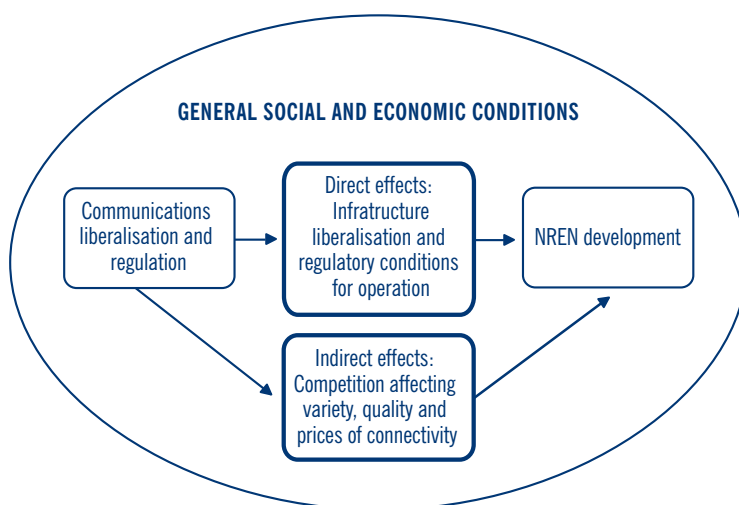 GENERAL SOCIAL AND ECONOMIC CONDITIONS
Communications
liberalisation and
regulation
Direct effects:
Infratructure
liberalisation and
regulatory conditions
for operation
NREN development
Indirect effects:
Competition affecting
variety, quality and
prices of connectivity